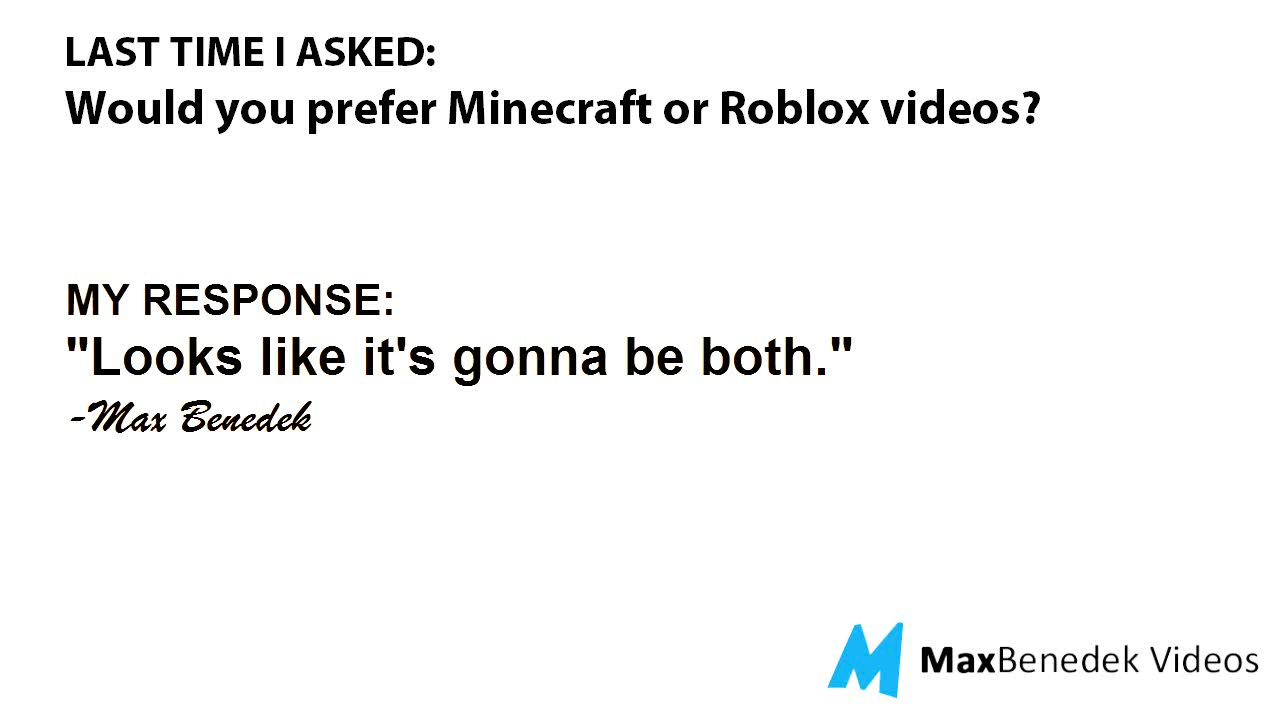 LAST TIME I ASKED:
Would you prefer Minecraft or Roblox videos?
MY RESPONSE:
"Looks like it's gonna be both."
-Max Benedek
MaxBenedek Videos